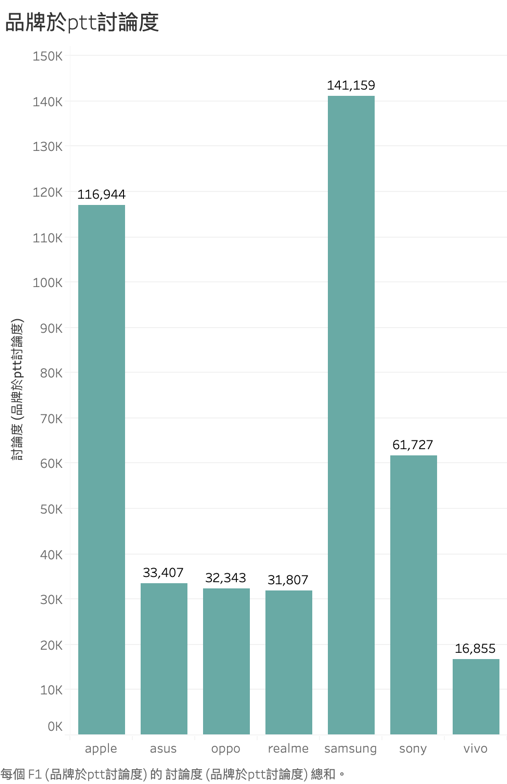 品牌於ptt討論度
150K
140K
130K
120K
110K
100K
90K
80K
70K
60K
50K
40K
30K
20K
10K
0K
討論度 (品牌於ptt討論度)
116,944
33,407
32,343
31,807
141,159
61,727
16,855
apple asus oppo realme samsung sony vivo
每個 F1 (品牌於ptt討論度) 的 討論度 (品牌於ptt討論度) 總和。